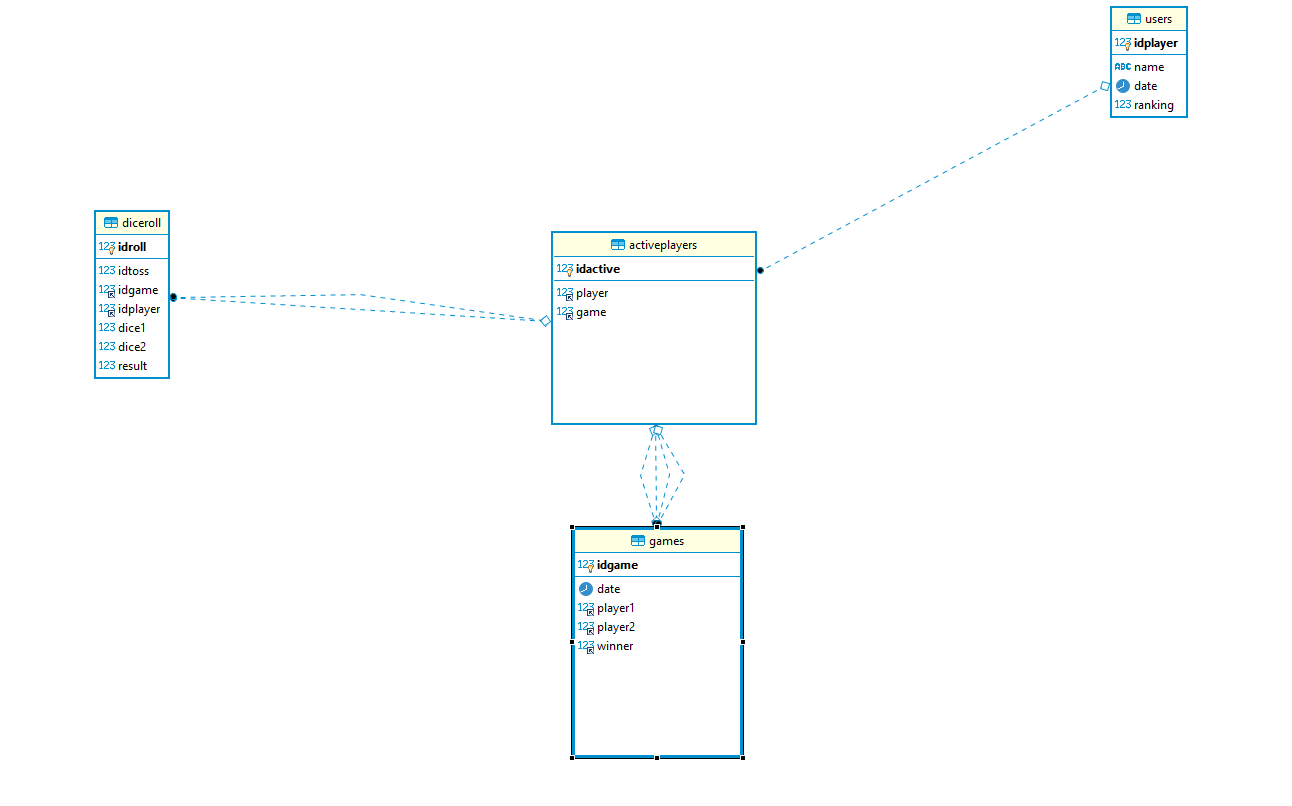 users
123 idplayer
ABC name
date
123 ranking
diceroll
123 idroll
123 idtoss
123 idgame
123 idplayer
123 dice1
123 dice2
123 result
activeplayers
123 idactive
123 player
123 game
games
123 idgame
date
123 player1
123 player2
123 winner